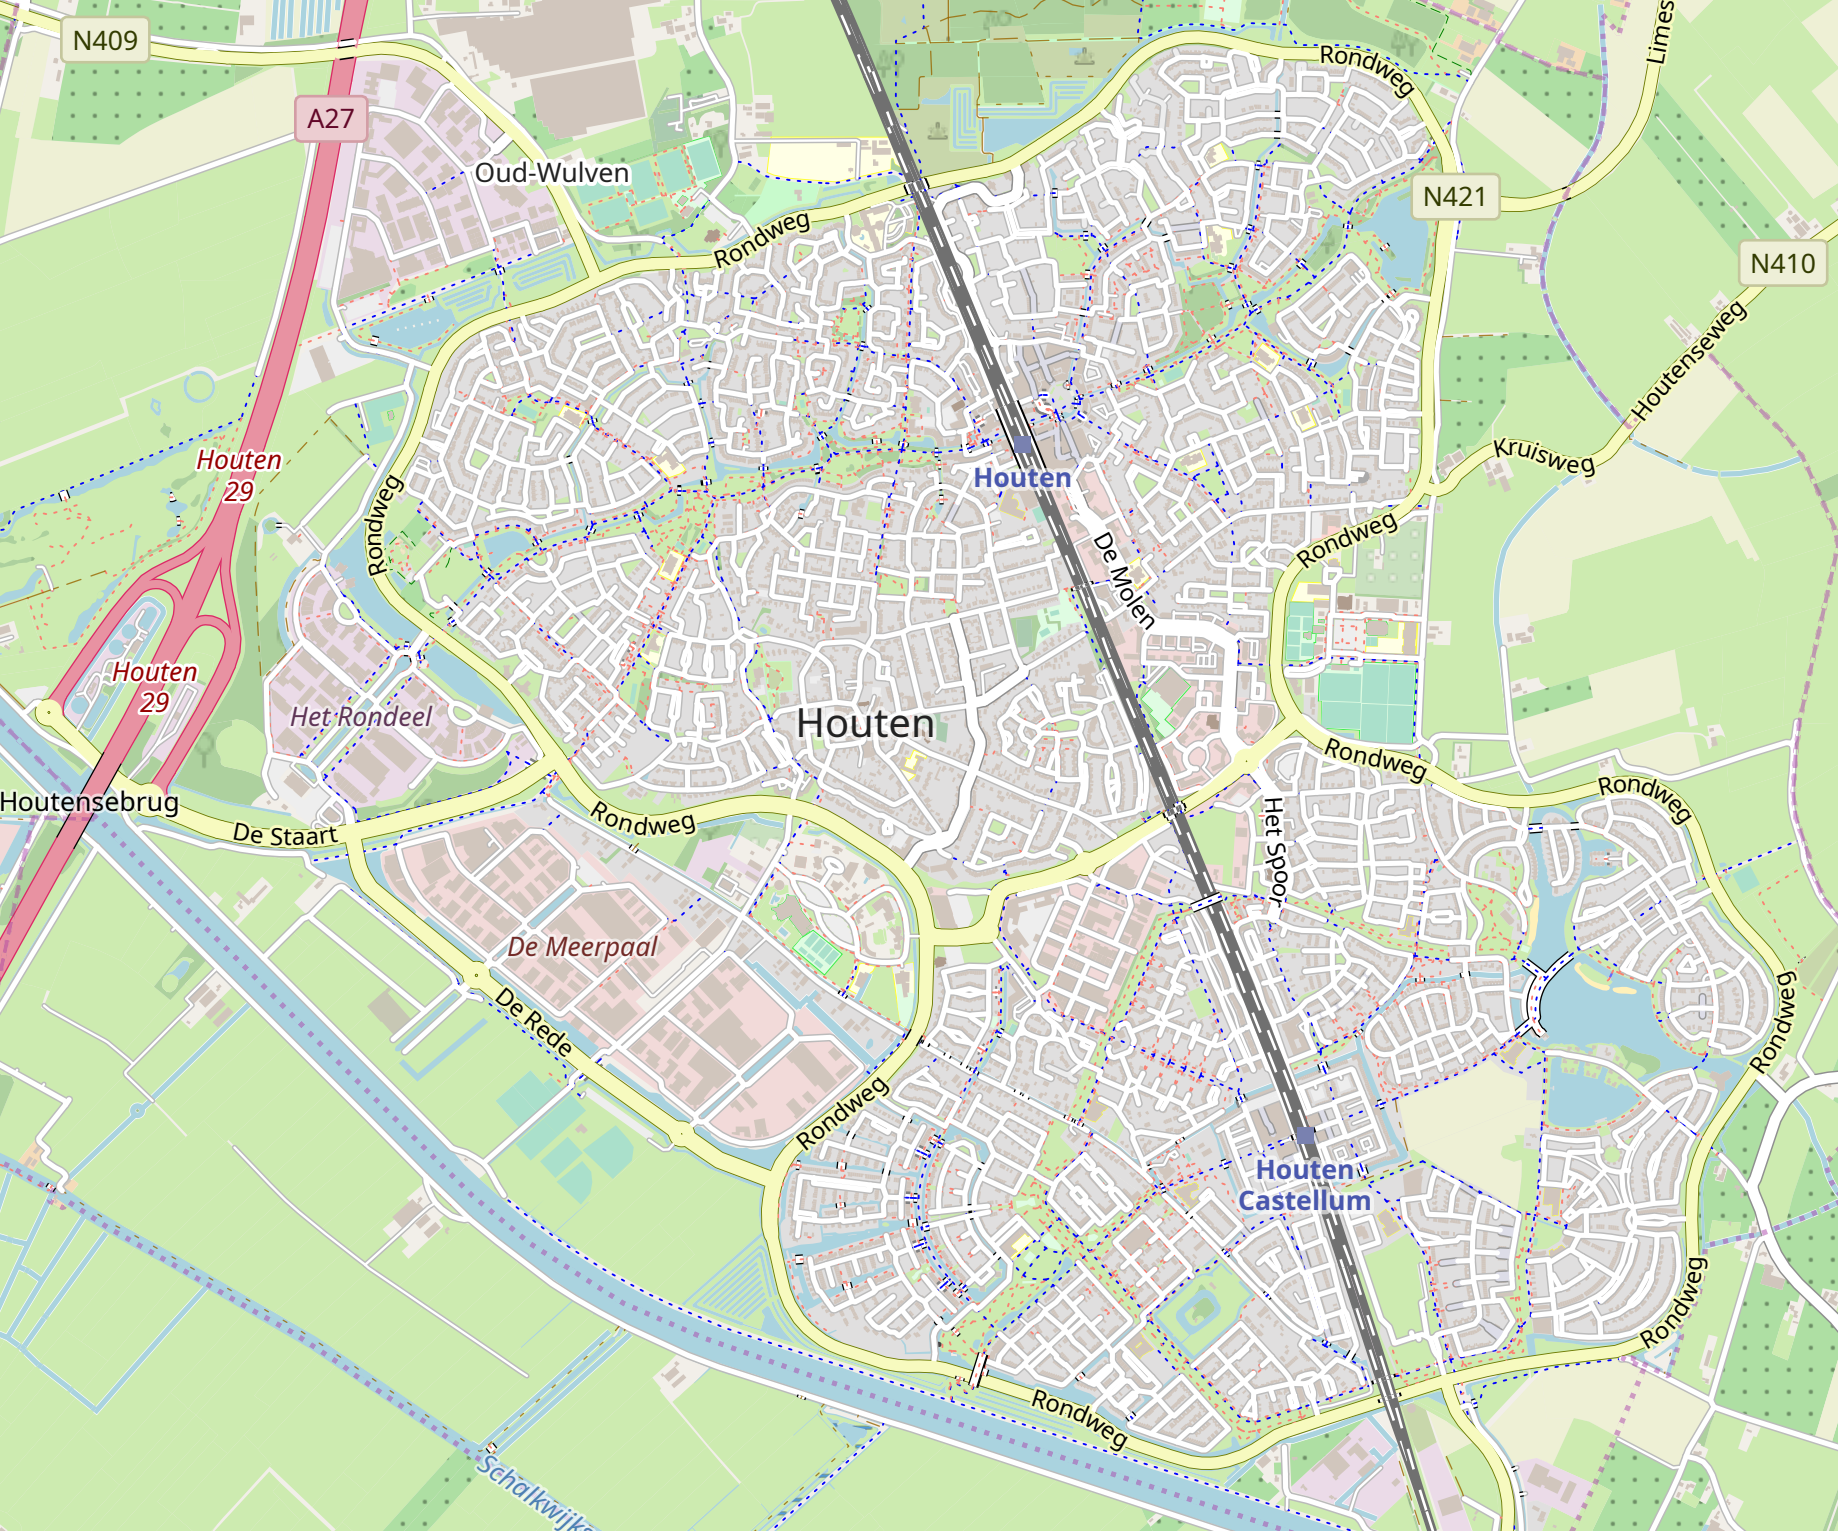 N409
Rondweg
Limes
A27
Oud-Wulven
N421
Rondweg
N410
Houtenseweg
Kruisweg
Houten
29
Houten
Rondweg
Rondweg
De Molen
Houten
29
Het Rondeel
Houten
Rondweg
Rondweg
Houtensebrug
De Staart
Rondweg
Het Spoor
De Meerpaal
De Rede
Rondweg
Rondweg
Houten
Castellum
Rondweg
Rondweg
Schalkwijks